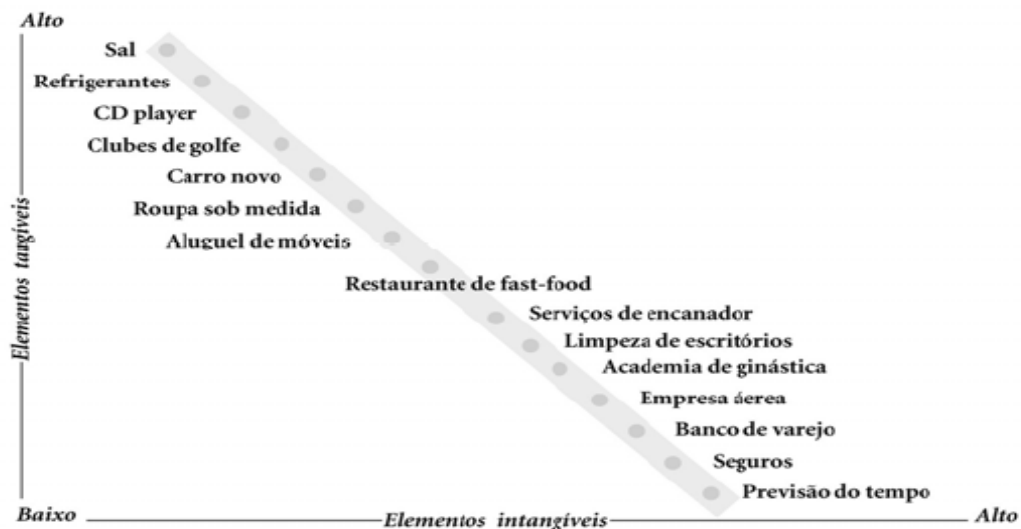 Alto
Sal
Refrigerantes
CD player
Clubes de golfe
Carro novo
Roupa sob medida
Aluguel de móveis
Restaurante de fast-food
Serviços de encanador
Limpeza de escritórios
Academia de ginástica
Empresa áerea
Banco de varejo
Seguros
Previsão do tempo
Elementos tangíveis
Baixo
Elementos intangíveis
Alto